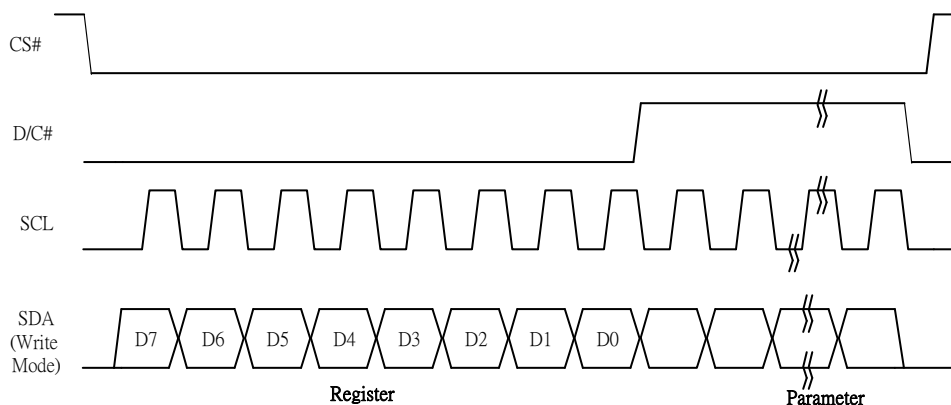 CS#
D/C#
SCL
SDA
(Write
Mode)
D7 D6 D5 D4 D3 D2 D1 D0
Register Parameter